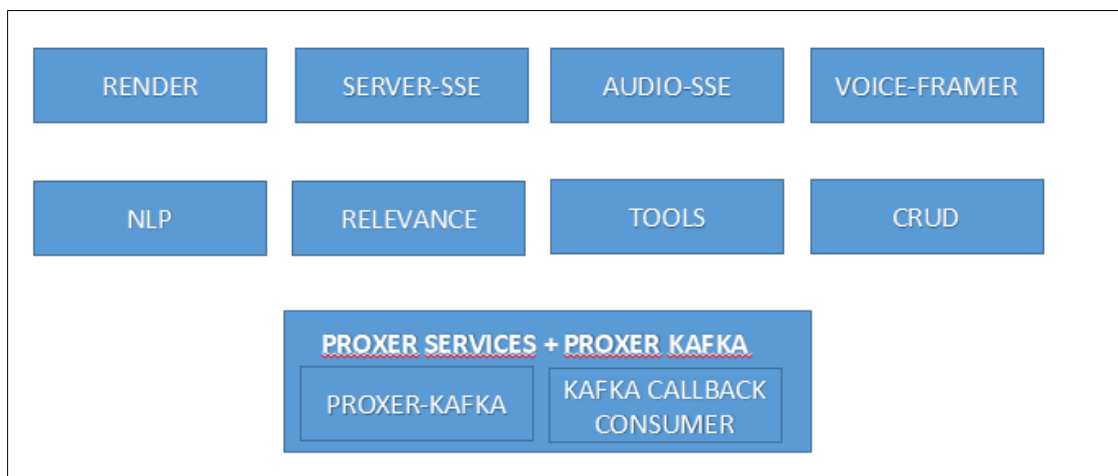 RENDER
SERVER-SSE
AUDIO-SSE
VOICE-FRAMER
NLP
RELEVANCE
TOOLS
CRUD
PROXER SERVICES + PROXER KAFKA
PROXER-KAFKA
KAFKA CALLBACK
CONSUMER